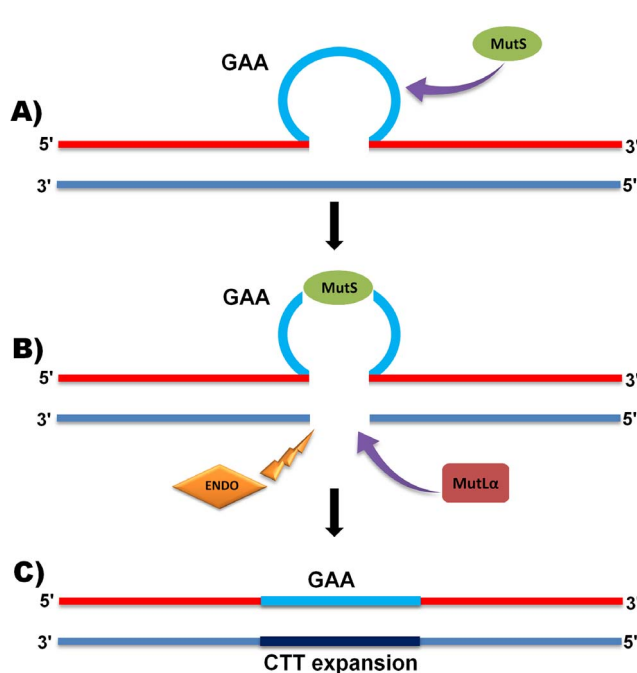 GAA
MutS
A)
5' 3'
3' 5'
MutS
GAA
B)
5' 3'
3' 5'
ENDO
MutLα
C)
GAA
5' 3'
3' 5'
CTT expansion